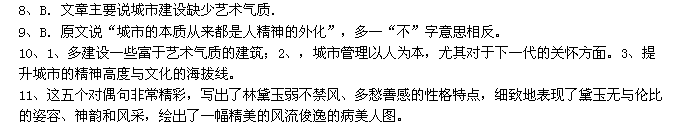 8、B．文章主要说城市建设缺少艺术气质．
9、B．原文说“城市的本质从来都是人精神的外化”，多一“不”字意思相反。
10、1、多建设一些富于艺术气质的建筑；2、，城市管理以人为本，尤其对于下一代的关怀方面。3、提
升城市的精神高度与文化的海拔线。
11、这五个对偶句非常精彩，写出了林黛玉弱不禁风、多愁善感的性格特点，细致地表现了黛玉无与伦比
的姿容、神韵和风采，绘出了一幅精美的风流俊逸的病美人图。